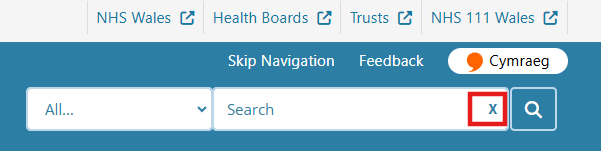 NHS Wales Health Boards Trusts NHS 111 Wales
Skip Navigation Feedback Cymraeg
All... Search X